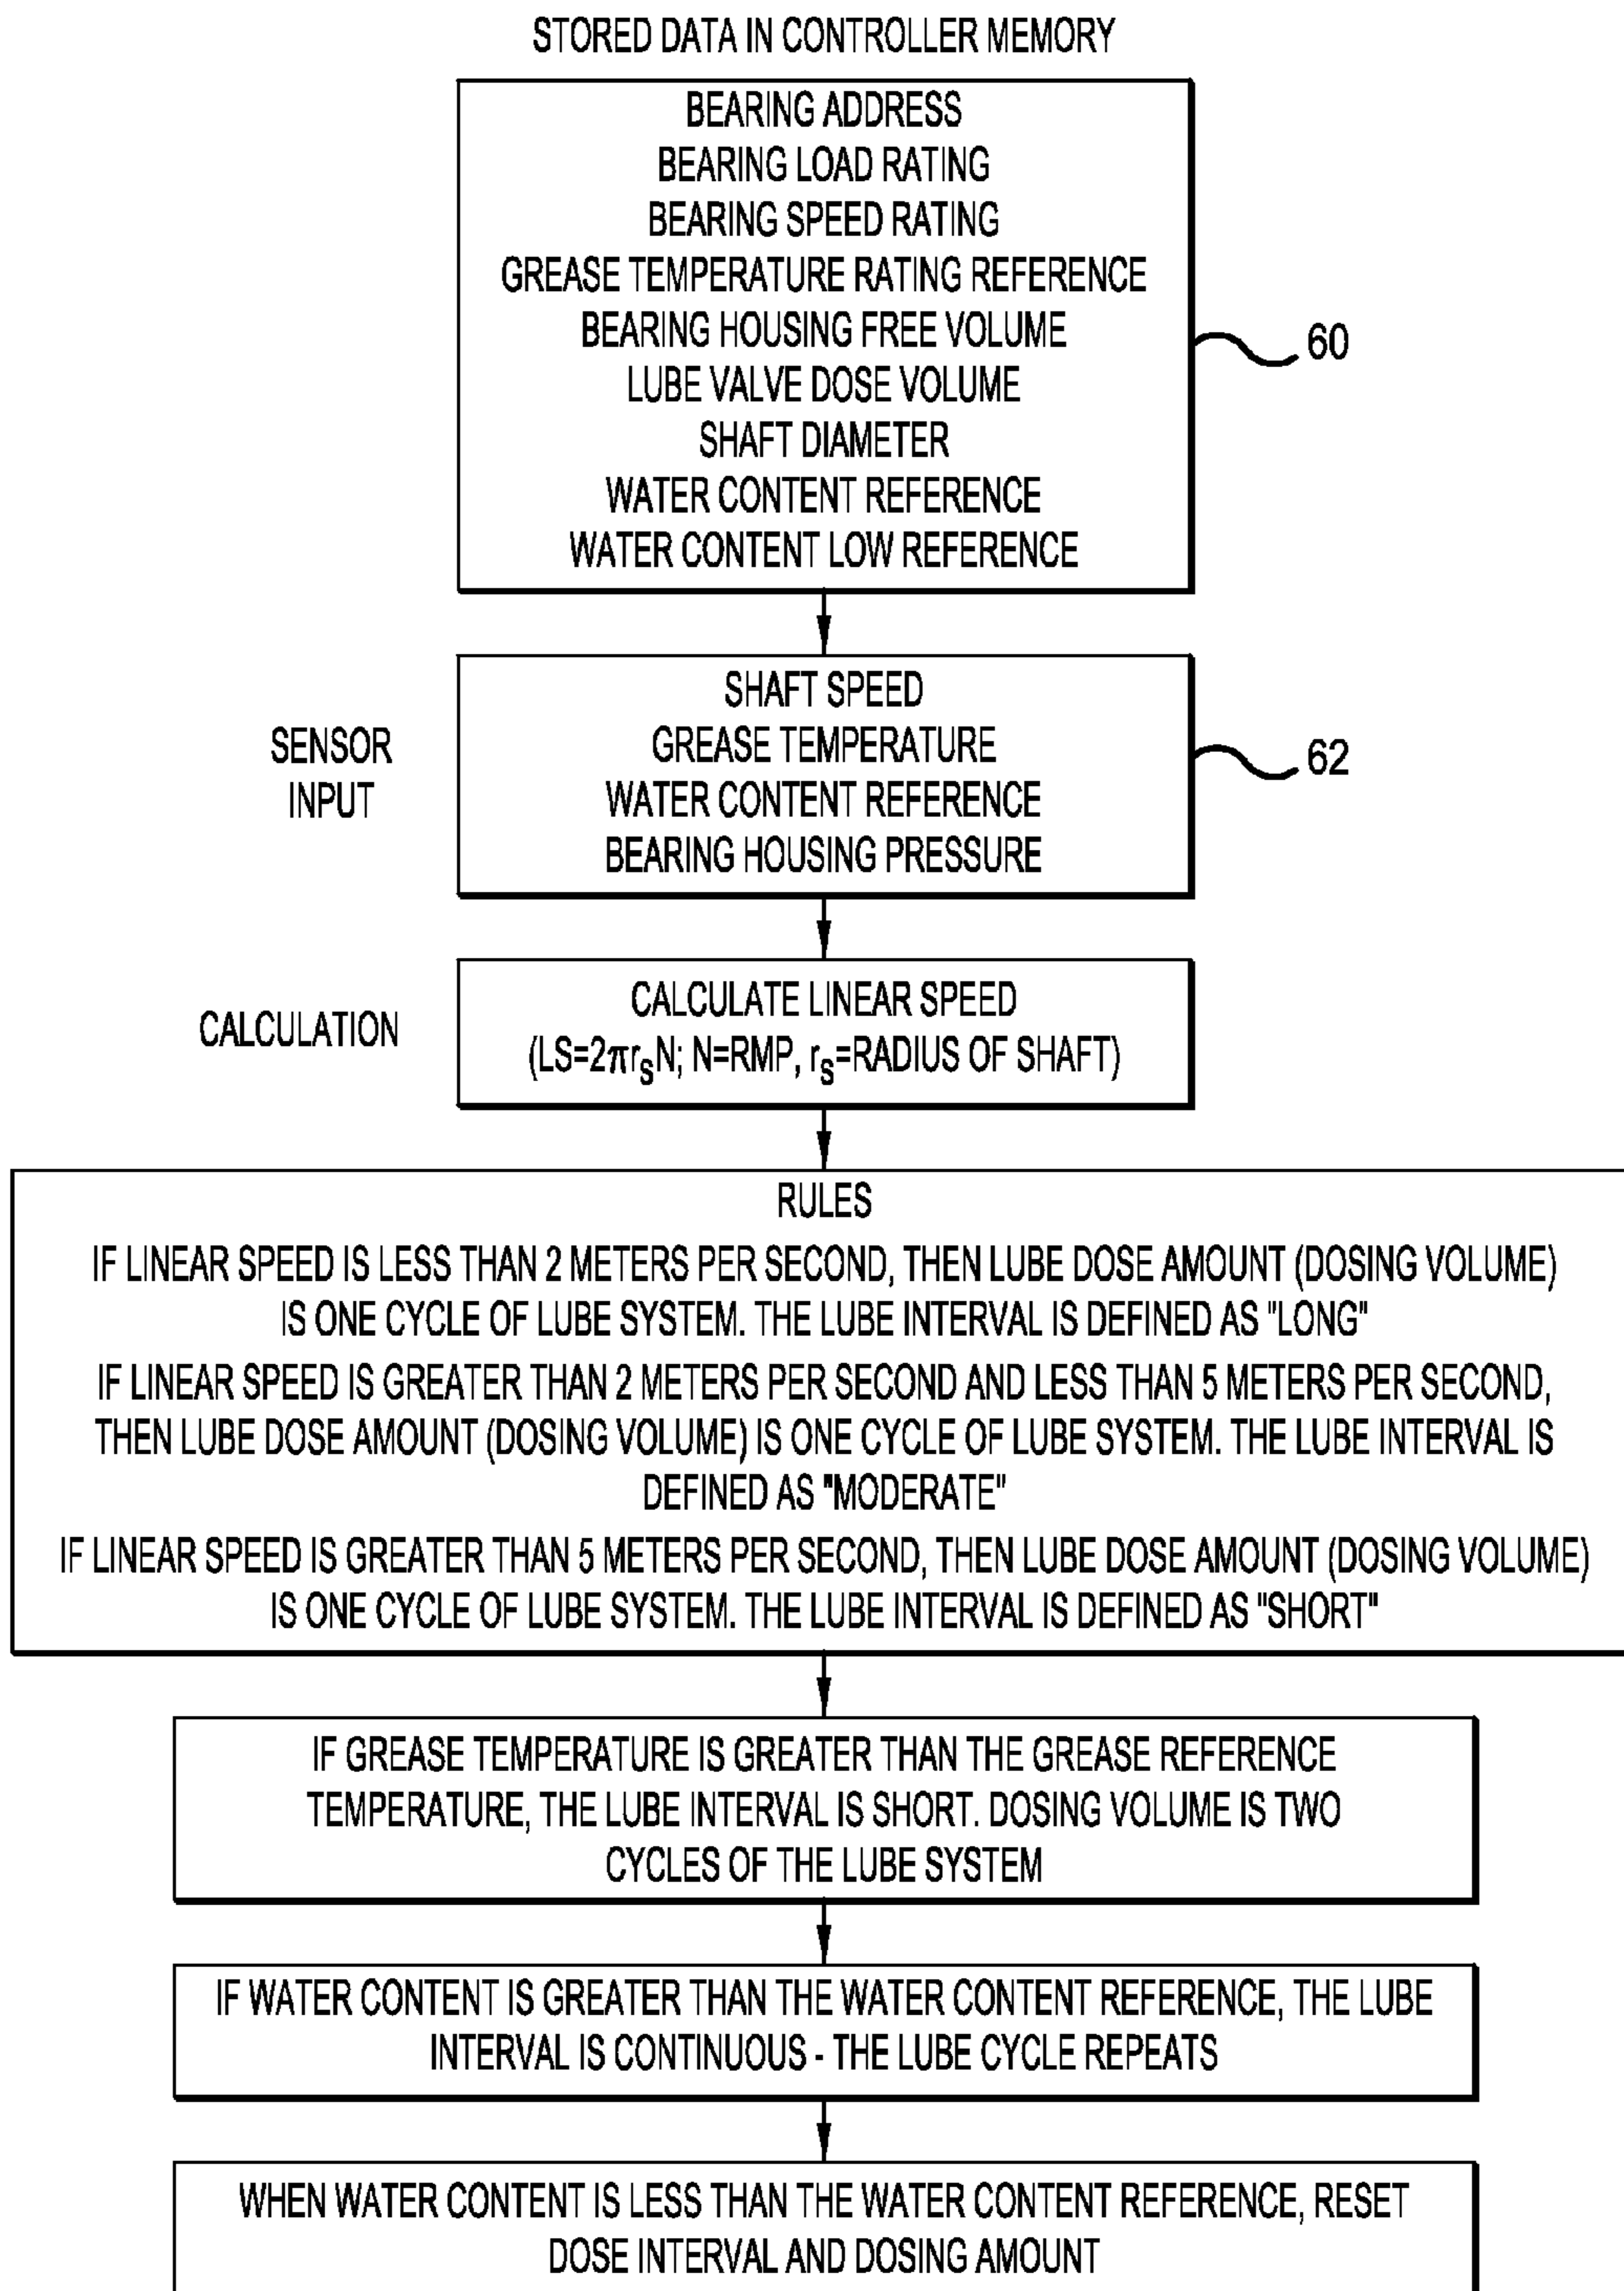 STORED DATA IN CONTROLLER MEMORY
BEARING ADDRESS
BEARING LOAD RATING
BEARING SPEED RATING
GREASE TEMPERATURE RATING REFERENCE
BEARING HOUSING FREE VOLUME
LUBE VALVE DOSE VOLUME
SHAFT DIAMETER
WATER CONTENT REFERENCE
WATER CONTENT LOW REFERENCE
60
SENSOR
INPUT
SHAFT SPEED
GREASE TEMPERATURE
WATER CONTENT REFERENCE
BEARING HOUSING PRESSURE
62
CALCULATION
CALCULATE LINEAR SPEED
(LS=2πrsN; N=RMP, rs=RADIUS OF SHAFT)
RULES
IF LINEAR SPEED IS LESS THAN 2 METERS PER SECOND, THEN LUBE DOSE AMOUNT (DOSING VOLUME)
IS ONE CYCLE OF LUBE SYSTEM. THE LUBE INTERVAL IS DEFINED AS "LONG"
IF LINEAR SPEED IS GREATER THAN 2 METERS PER SECOND AND LESS THAN 5 METERS PER SECOND,
THEN LUBE DOSE AMOUNT (DOSING VOLUME) IS ONE CYCLE OF LUBE SYSTEM. THE LUBE INTERVAL IS
DEFINED AS "MODERATE"
IF LINEAR SPEED IS GREATER THAN 5 METERS PER SECOND, THEN LUBE DOSE AMOUNT (DOSING VOLUME)
IS ONE CYCLE OF LUBE SYSTEM. THE LUBE INTERVAL IS DEFINED AS "SHORT"
IF GREASE TEMPERATURE IS GREATER THAN THE GREASE REFERENCE
TEMPERATURE, THE LUBE INTERVAL IS SHORT. DOSING VOLUME IS TWO
CYCLES OF THE LUBE SYSTEM
IF WATER CONTENT IS GREATER THAN THE WATER CONTENT REFERENCE, THE LUBE
INTERVAL IS CONTINUOUS - THE LUBE CYCLE REPEATS
WHEN WATER CONTENT IS LESS THAN THE WATER CONTENT REFERENCE, RESET
DOSE INTERVAL AND DOSING AMOUNT